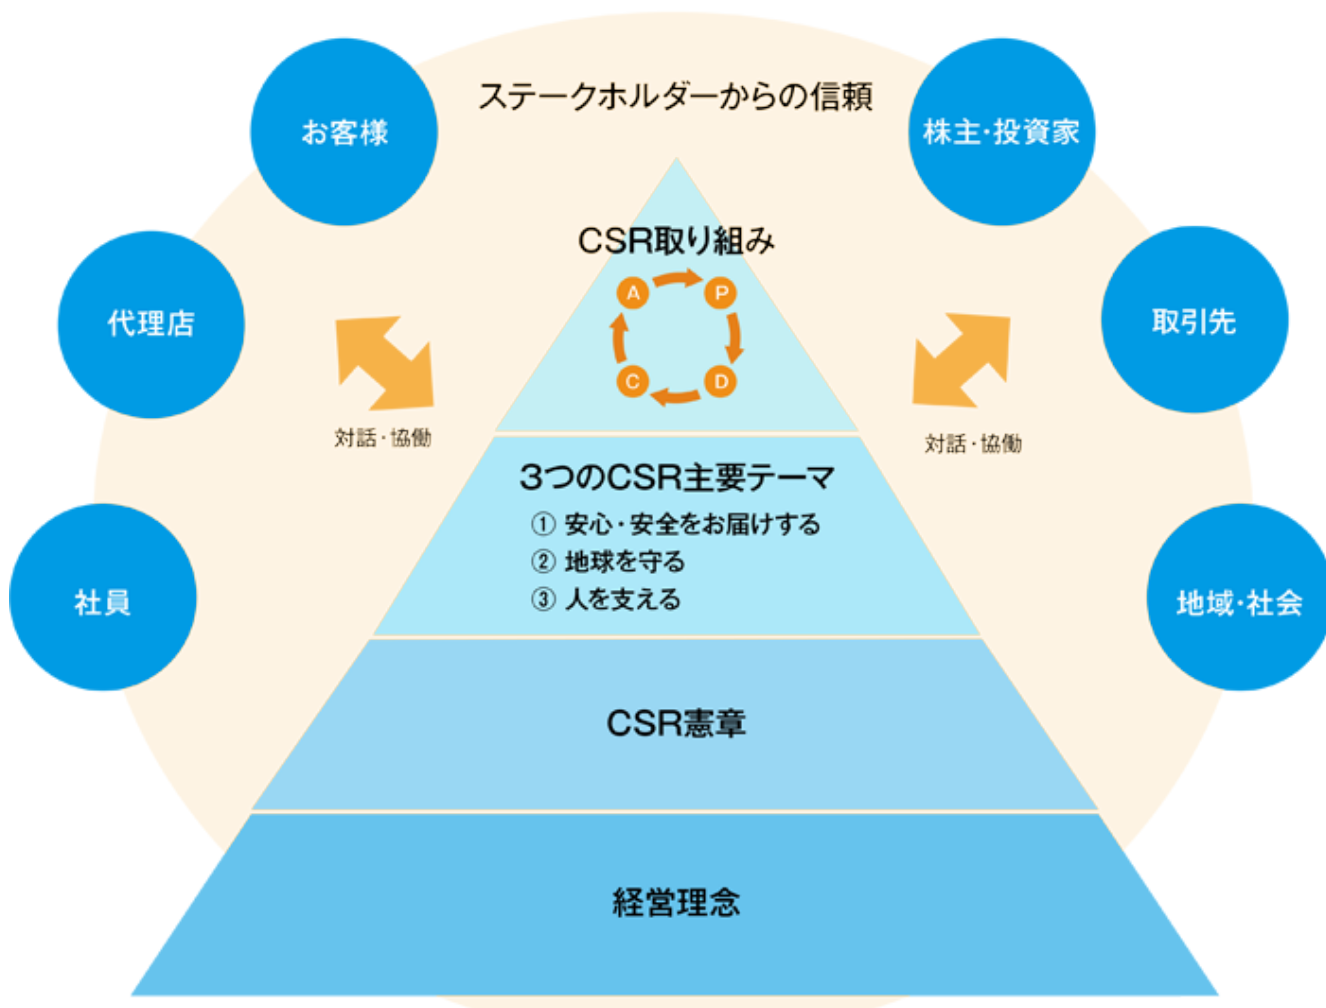 ステークホルダーからの信頼
お客様
株主・投資家
代理店
取引先
社員
地域・社会
対話・協働
対話・協働
CSR取り組み
A
P
C
D
3つのCSR主要テーマ
① 安心・安全をお届けする
② 地球を守る
③ 人を支える
CSR憲章
経営理念